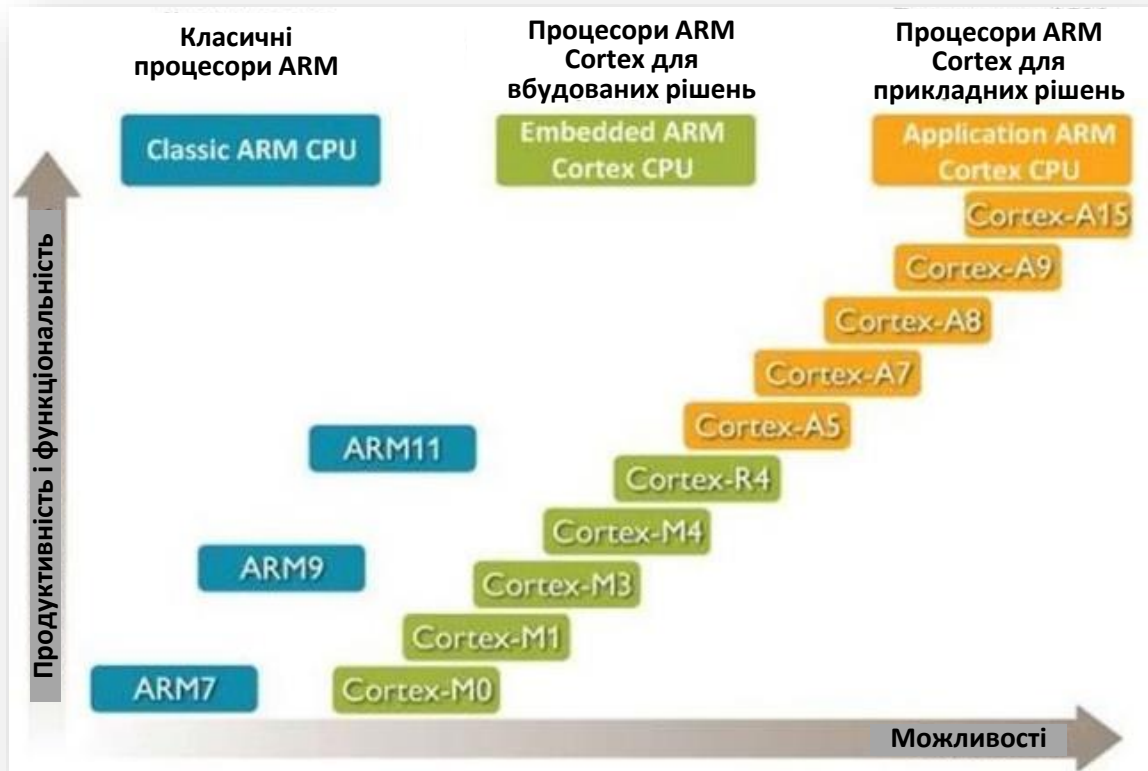 Класичні
процесори ARM
Процесори ARM
Cortex для
вбудованих рішень
Процесори ARM
Cortex для
прикладних рішень
Classic ARM CPU
Embedded ARM
Cortex CPU
Application ARM
Cortex CPU
Cortex-A15
Cortex-A9
Cortex-A8
Cortex-A7
Cortex-A5
ARM11
Cortex-R4
Cortex-M4
ARM9
Cortex-M3
Cortex-M1
ARM7
Cortex-M0
Продуктивність і функціональність
Можливості